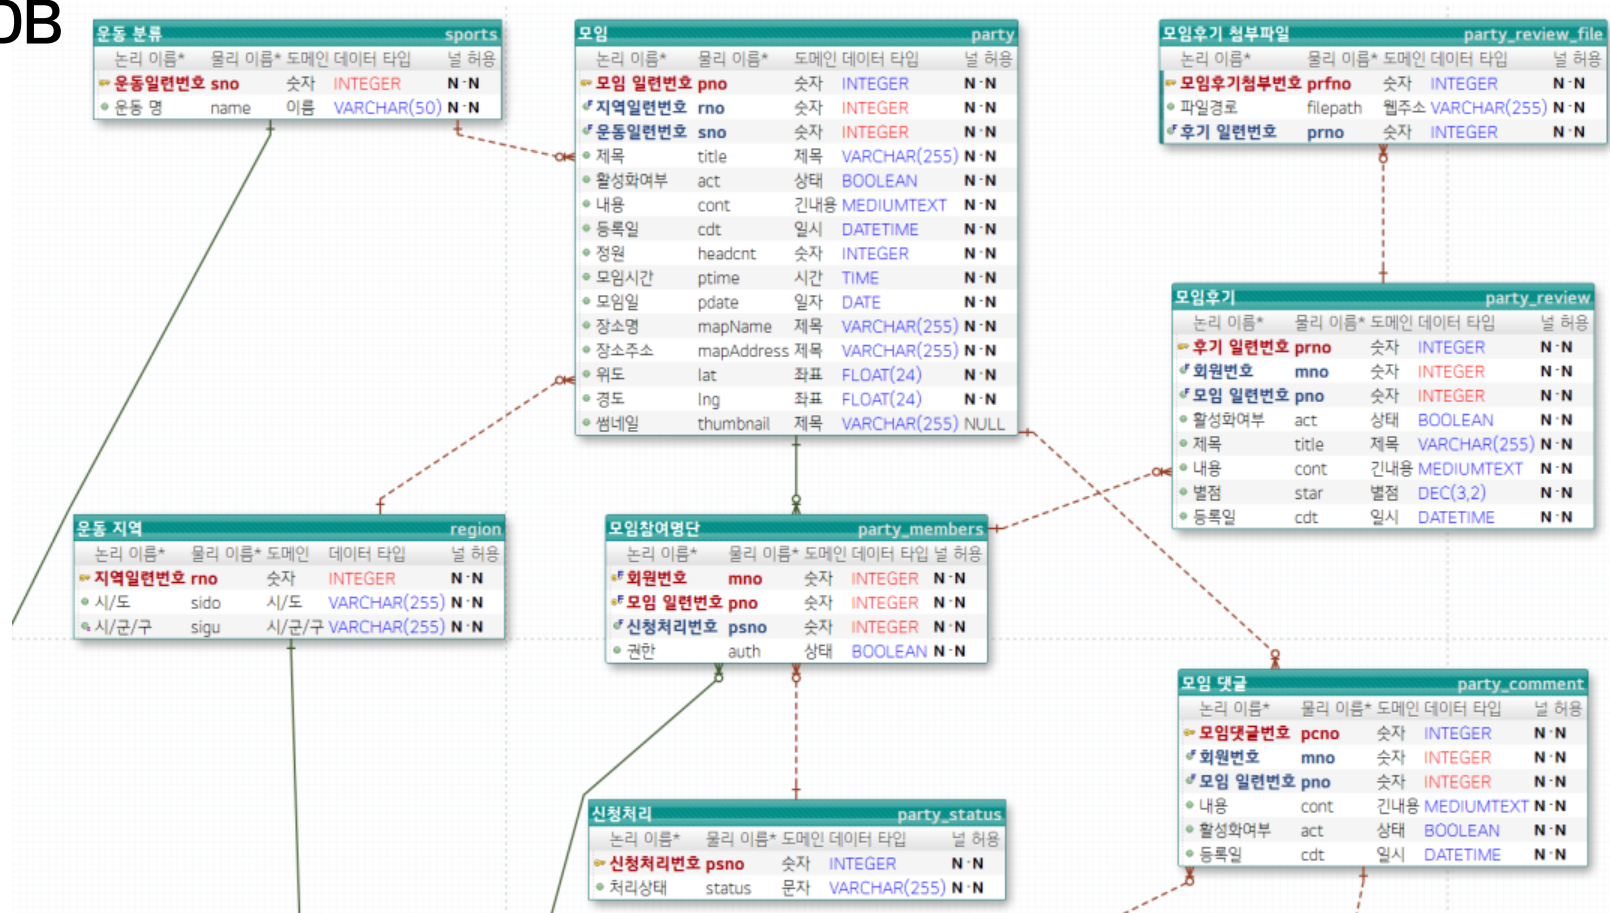 DB
운동 분류 sports
논리 이름* 물리 이름* 도메인 데이터 타입 널 허용
운동일련번호 sno 숫자 INTEGER N·N
운동 명 name 이름 VARCHAR(50) N·N
모임 party
논리 이름* 물리 이름* 도메인 데이터 타입 널 허용
모임 일련번호 pno 숫자 INTEGER N·N
지역일련번호 rno 숫자 INTEGER N·N
운동일련번호 sno 숫자 INTEGER N·N
제목 title 제목 VARCHAR(255) N·N
활성화여부 act 상태 BOOLEAN N·N
내용 cont 긴내용 MEDIUMTEXT N·N
등록일 cdt 일시 DATETIME N·N
정원 headcnt 숫자 INTEGER N·N
모임시간 ptime 시간 TIME N·N
모임일 pdate 일자 DATE N·N
장소명 mapName 제목 VARCHAR(255) N·N
장소주소 mapAddress 제목 VARCHAR(255) N·N
위도 lat 좌표 FLOAT(24) N·N
경도 lng 좌표 FLOAT(24) N·N
썸네일 thumbnail 제목 VARCHAR(255) NULL
모임후기 첨부파일 party_review_file
논리 이름* 물리 이름* 도메인 데이터 타입 널 허용
모임후기첨부번호 prfno 숫자 INTEGER N·N
파일경로 filepath 웹주소 VARCHAR(255) N·N
후기 일련번호 prno 숫자 INTEGER N·N
모임후기 party_review
논리 이름* 물리 이름* 도메인 데이터 타입 널 허용
후기 일련번호 prno 숫자 INTEGER N·N
회원번호 mno 숫자 INTEGER N·N
모임 일련번호 pno 숫자 INTEGER N·N
활성화여부 act 상태 BOOLEAN N·N
제목 title 제목 VARCHAR(255) N·N
내용 cont 긴내용 MEDIUMTEXT N·N
별점 star 별점 DEC(3,2) N·N
등록일 cdt 일시 DATETIME N·N
운동 지역 region
논리 이름* 물리 이름* 도메인 데이터 타입 널 허용
지역일련번호 rno 숫자 INTEGER N·N
시/도 sido 시/도 VARCHAR(255) N·N
시/군/구 sigu 시/군/구 VARCHAR(255) N·N
모임참여명단 party_members
논리 이름* 물리 이름* 도메인 데이터 타입 널 허용
회원번호 mno 숫자 INTEGER N·N
모임 일련번호 pno 숫자 INTEGER N·N
신청처리번호 psno 숫자 INTEGER N·N
권한 auth 상태 BOOLEAN N·N
모임 댓글 party_comment
논리 이름* 물리 이름* 도메인 데이터 타입 널 허용
모임댓글번호 pcno 숫자 INTEGER N·N
회원번호 mno 숫자 INTEGER N·N
모임 일련번호 pno 숫자 INTEGER N·N
내용 cont 긴내용 MEDIUMTEXT N·N
활성화여부 act 상태 BOOLEAN N·N
등록일 cdt 일시 DATETIME N·N
신청처리 party_status
논리 이름* 물리 이름* 도메인 데이터 타입 널 허용
신청처리번호 psno 숫자 INTEGER N·N
처리상태 status 문자 VARCHAR(255) N·N